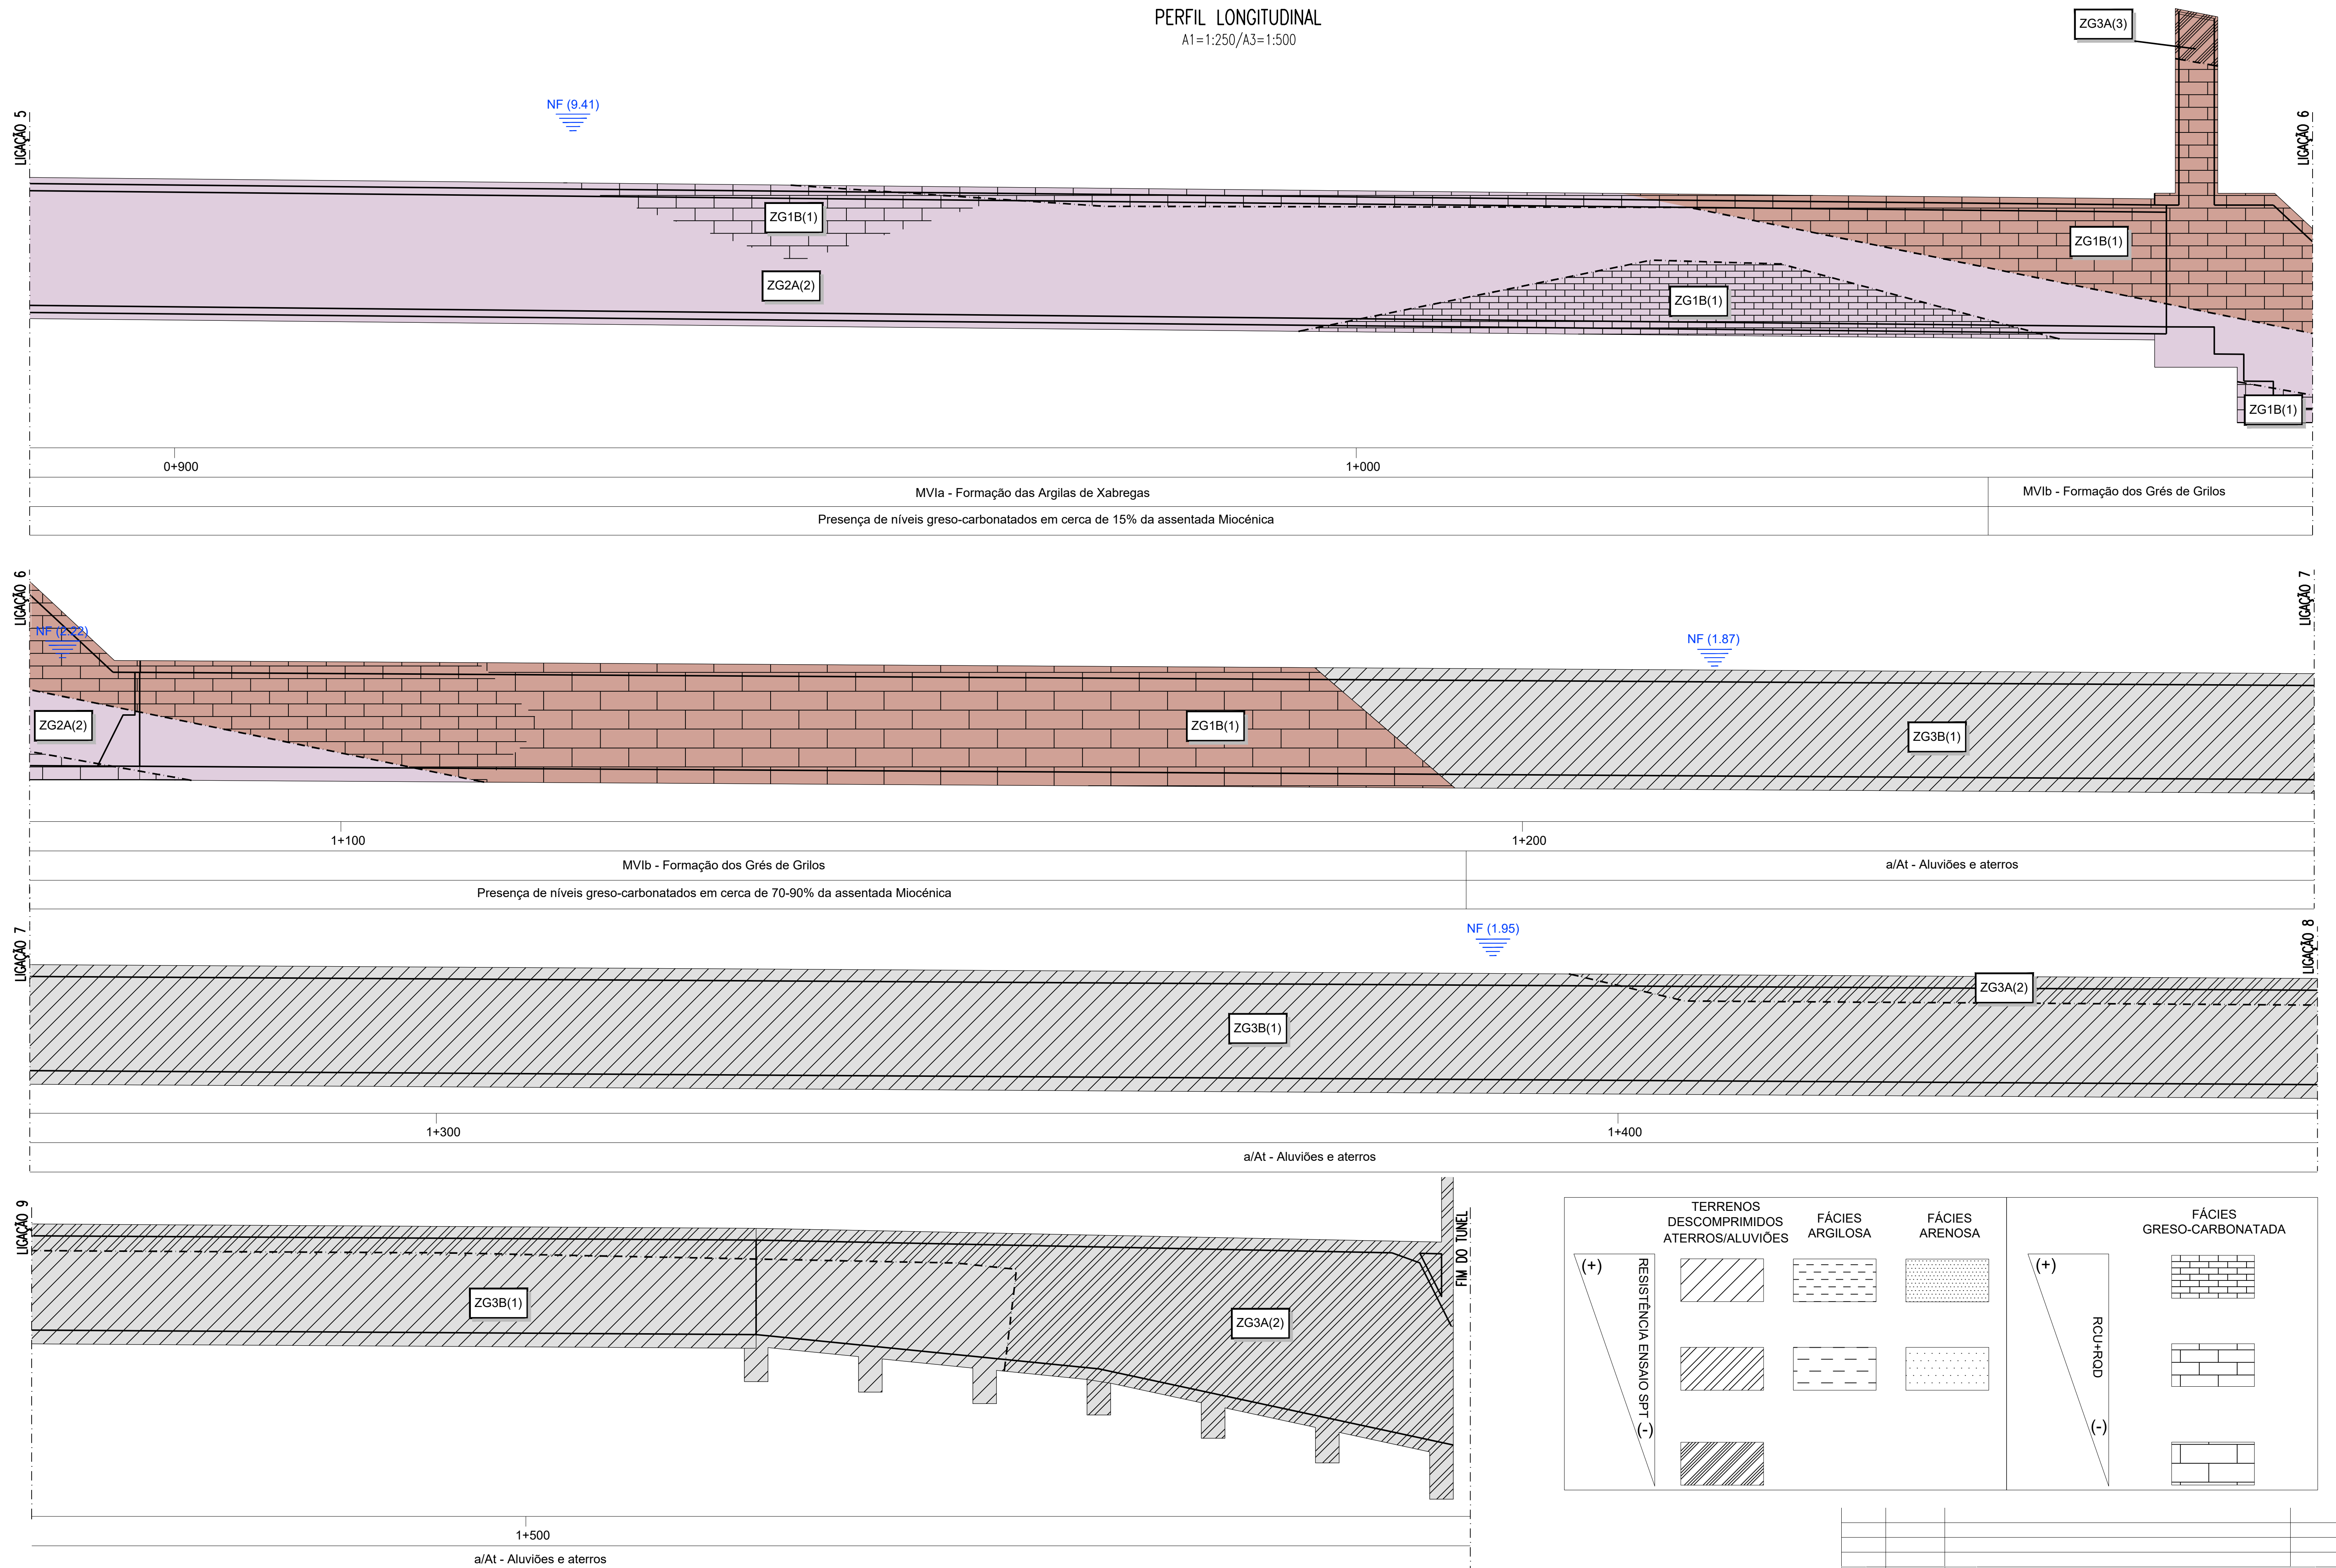 PERFIL LONGITUDINAL
A1=1:250/A3=1:500
ZG3A(3)
NF (9.41)
LIGAÇÃO 5
LIGAÇÃO 6
ZG1B(1)
ZG1B(1)
ZG2A(2)
ZG1B(1)
ZG1B(1)
0+900
1+000
MVIa - Formação das Argilas de Xabregas
MVIb - Formação dos Grés de Grilos
Presença de níveis greso-carbonatados em cerca de 15% da assentada Miocénica
LIGAÇÃO 6
LIGAÇÃO 7
NF (2.22)
NF (1.87)
ZG2A(2)
ZG1B(1)
ZG3B(1)
1+100
1+200
MVIb - Formação dos Grés de Grilos
a/At - Aluviões e aterros
Presença de níveis greso-carbonatados em cerca de 70-90% da assentada Miocénica
LIGAÇÃO 7
LIGAÇÃO 8
NF (1.95)
ZG3A(2)
ZG3B(1)
1+300
1+400
a/At - Aluviões e aterros
LIGAÇÃO 9
FIM DO TUNEL
ZG3B(1)
ZG3A(2)
1+500
a/At - Aluviões e aterros
TERRENOS
DESCOMPRIMIDOS
ATERROS/ALUVIÕES
FÁCIES
ARGILOSA
FÁCIES
ARENOSA
FÁCIES
GRESO-CARBONATADA
(+)
RESISTÊNCIA ENSAIO SPT
(-)
(+)
RCU+RQD
(-)